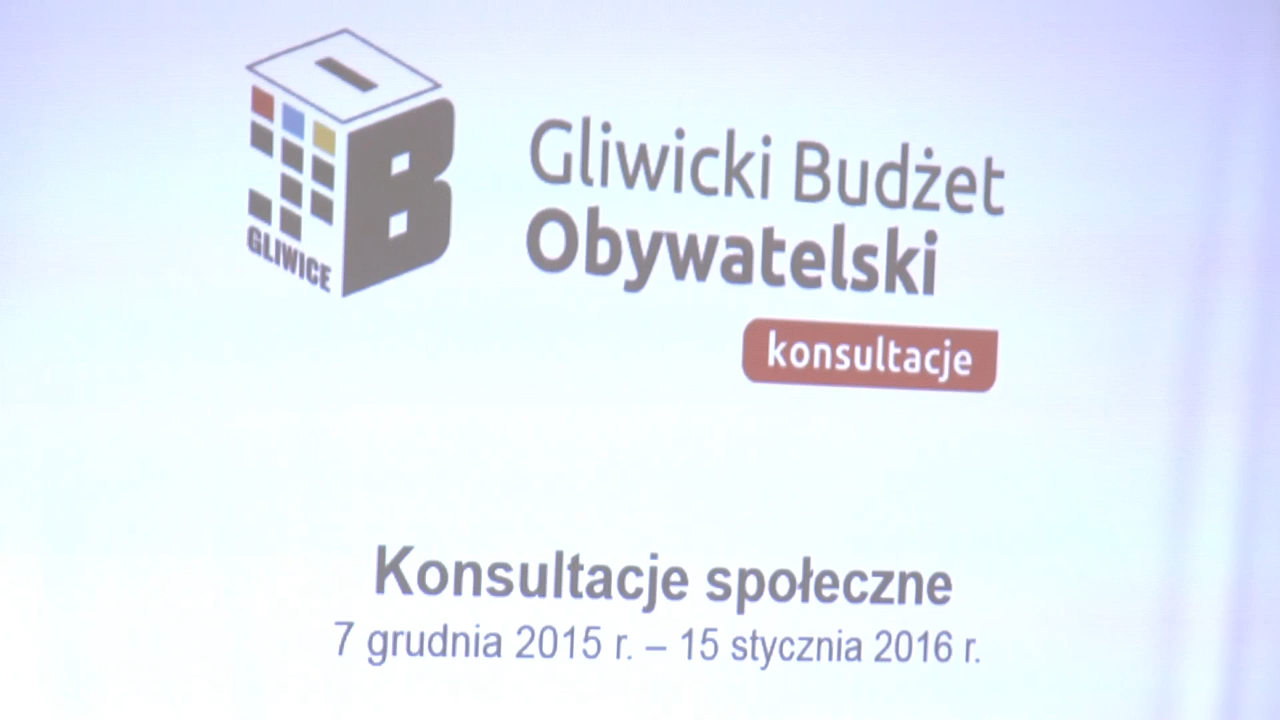 GLIWICE
B
Gliwicki Budżet
Obywatelski
konsultacje
Konsultacje społeczne
7 grudnia 2015 r. – 15 stycznia 2016 r.